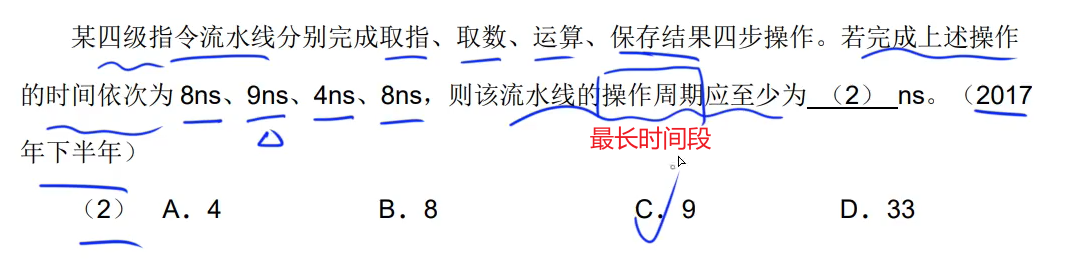 某四级指令流水线分别完成取指、取数、运算、保存结果四步操作。若完成上述操作
的时间依次为 8ns、9ns、4ns、8ns，则该流水线的操作周期应至少为 （2） ns。（2017
年下半年）
最长时间段
（2） A．4 B．8 C．9 D．33